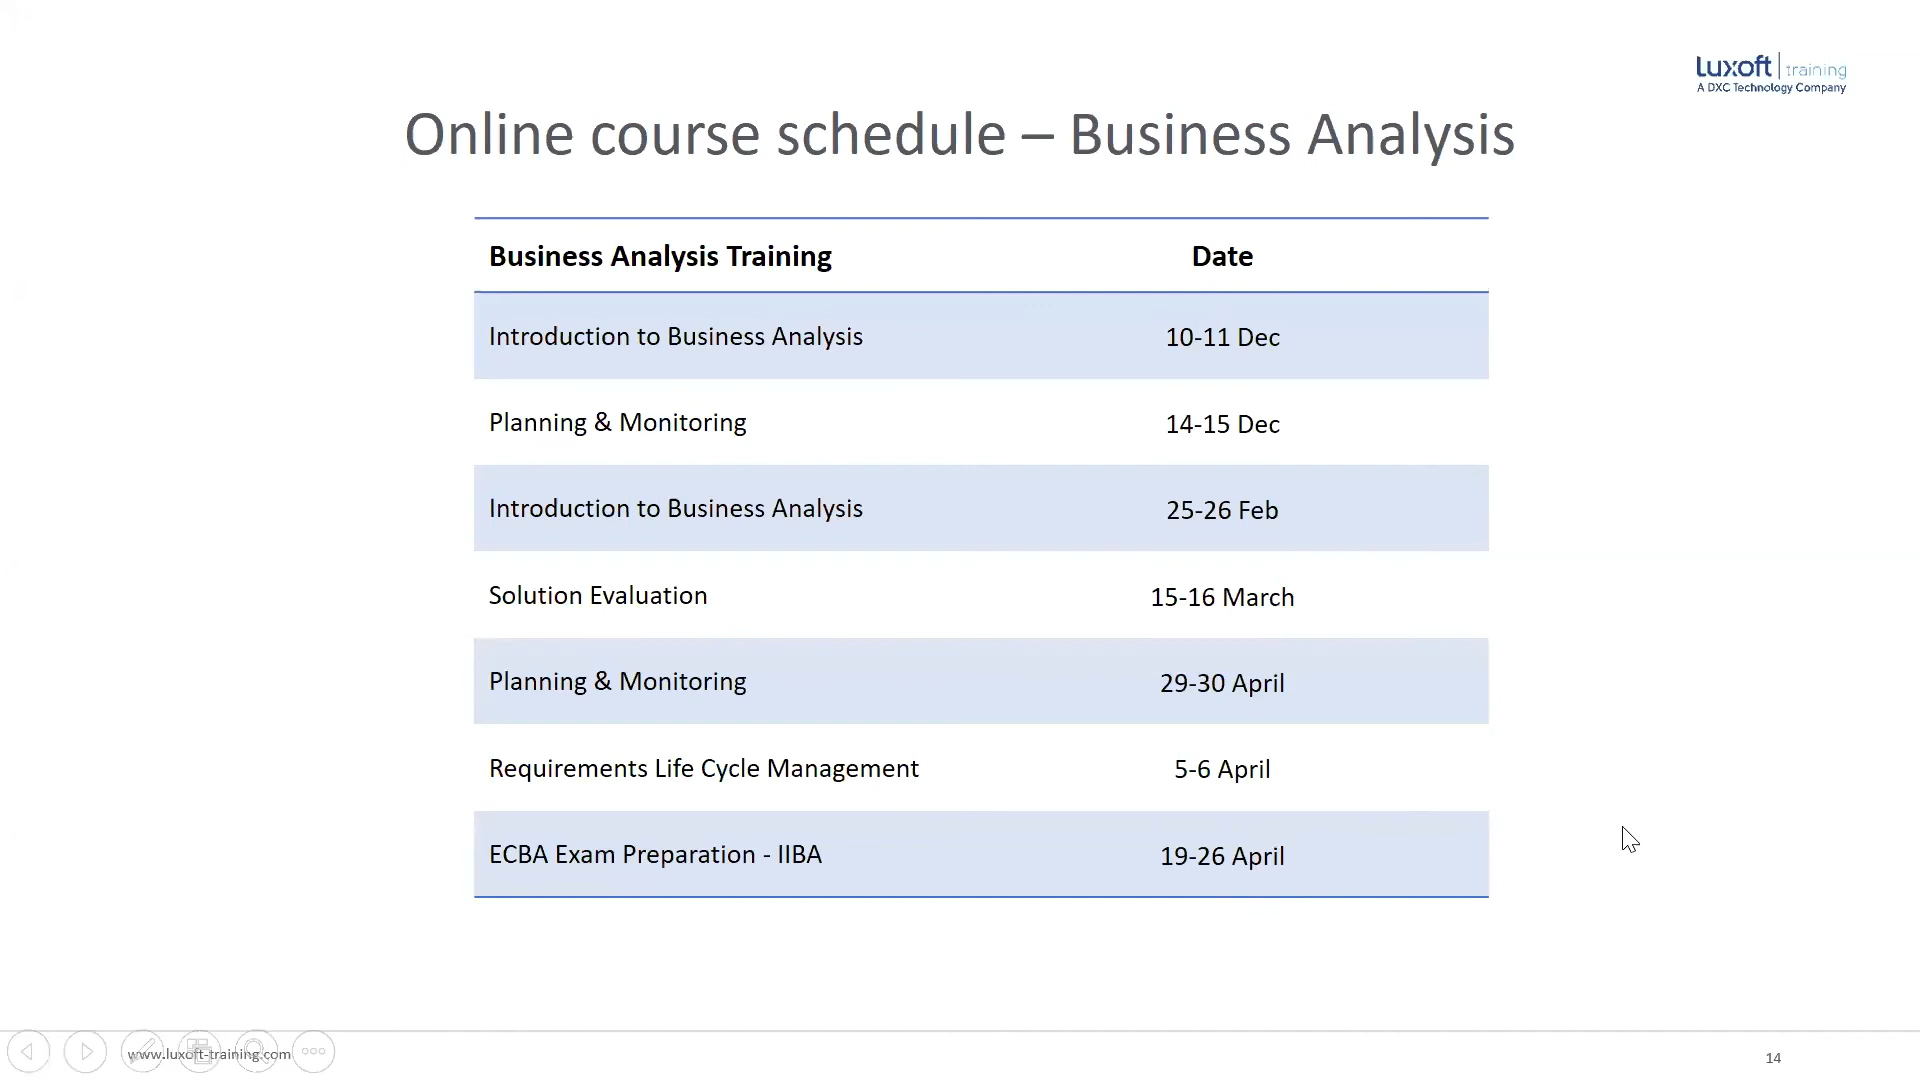 luxoft training
A DXC Technology Company
Online course schedule – Business Analysis
Business Analysis Training Date
Introduction to Business Analysis 10-11 Dec
Planning & Monitoring 14-15 Dec
Introduction to Business Analysis 25-26 Feb
Solution Evaluation 15-16 March
Planning & Monitoring 29-30 April
Requirements Life Cycle Management 5-6 April
ECBA Exam Preparation - IIBA 19-26 April
www.luxoft-training.com 14